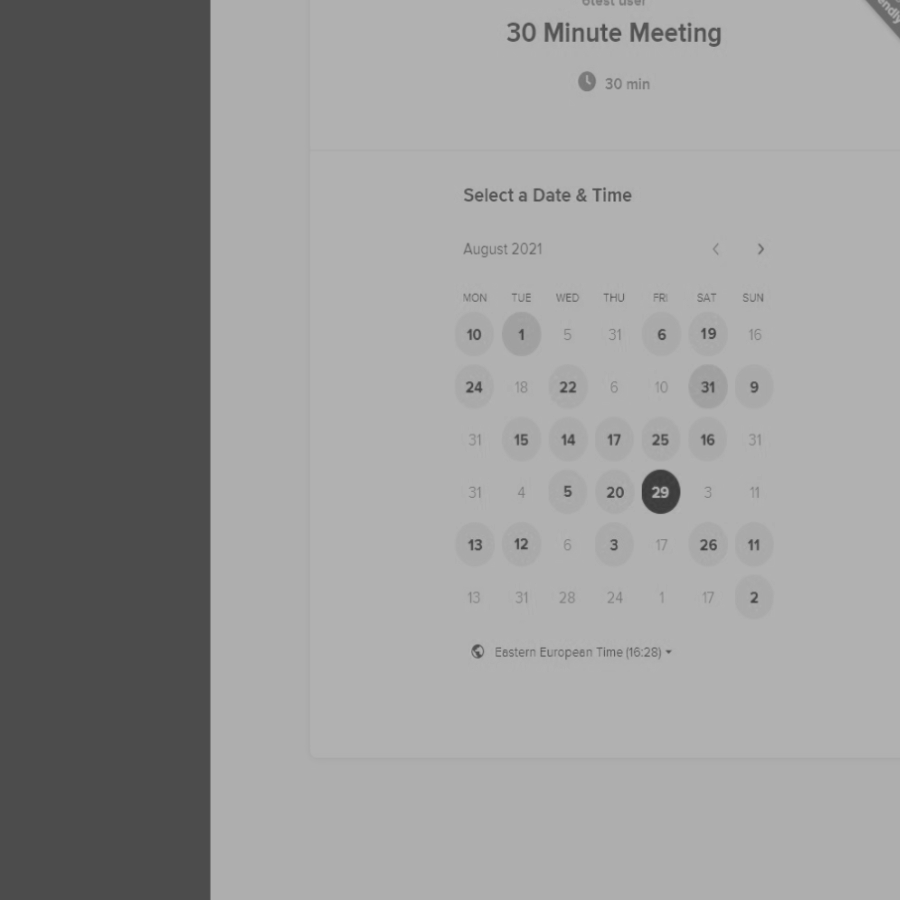 30 Minute Meeting
30 min
Select a Date & Time
August 2021
MON TUE WED THU FRI SAT SUN
10 1 5 31 6 19 16
24 18 22 6 10 31 9
31 15 14 17 25 16 31
31 4 5 20 29 3 11
13 12 6 3 17 26 11
13 31 28 24 1 17 2
Eastern European Time (16:28)